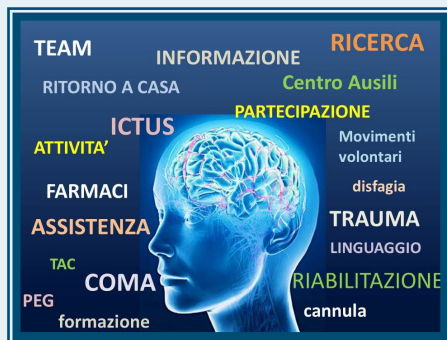 TEAM
INFORMAZIONE
RICERCA
RITORNO A CASA
Centro Ausili
PARTECIPAZIONE
ICTUS
ATTIVITA’
Movimenti
volontari
FARMACI
disfagia
ASSISTENZA
TRAUMA
LINGUAGGIO
TAC
COMA
RIABILITAZIONE
PEG
cannula
formazione